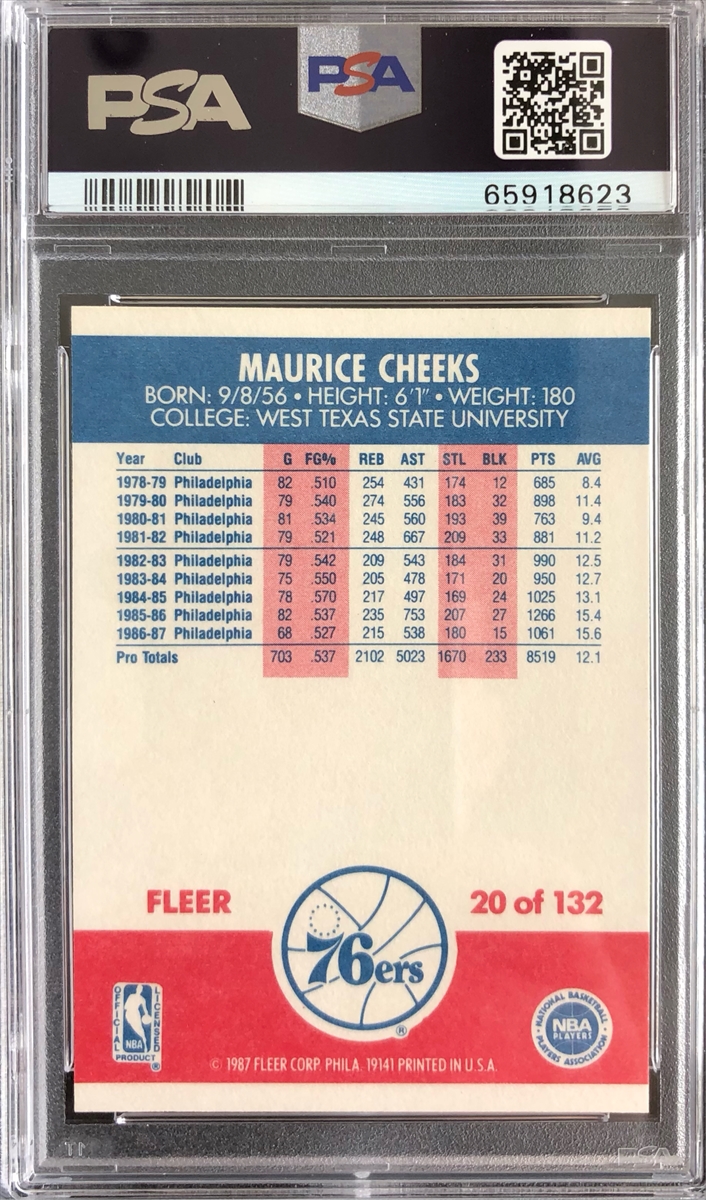 PSA
PSA
65918623
MAURICE CHEEKS
BORN: 9/8/56 • HEIGHT: 6'1" • WEIGHT: 180
COLLEGE: WEST TEXAS STATE UNIVERSITY
Year Club G FG% REB AST STL BLK PTS AVG
1978-79 Philadelphia 82 .510 254 431 174 12 685 8.4
1979-80 Philadelphia 79 .540 274 556 183 32 898 11.4
1980-81 Philadelphia 81 .534 245 560 193 39 763 9.4
1981-82 Philadelphia 79 .521 248 667 209 33 881 11.2
1982-83 Philadelphia 79 .542 209 543 184 31 990 12.5
1983-84 Philadelphia 75 .550 205 478 171 20 950 12.7
1984-85 Philadelphia 78 .570 217 497 169 24 1025 13.1
1985-86 Philadelphia 82 .537 235 753 207 27 1266 15.4
1986-87 Philadelphia 68 .527 215 538 180 15 1061 15.6
Pro Totals 703 .537 2102 5023 1670 233 8519 12.1
FLEER 20 of 132
76ers
®
OFFICIAL LICENSED
NBA
PRODUCT
®
NATIONAL BASKETBALL
NBA
PLAYERS
PLAYERS ASSOCIATION
© 1987 FLEER CORP. PHILA. 19141 PRINTED IN U.S.A.
PSA